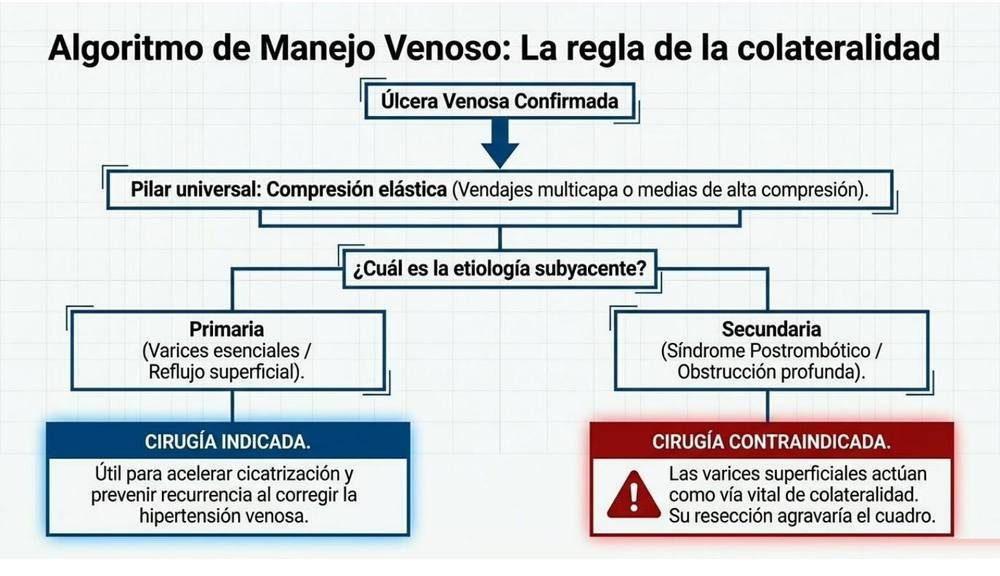 Algoritmo de Manejo Venoso: La regla de la colateralidad
Úlcera Venosa Confirmada
Pilar universal: Compresión elástica (Vendajes multicapa o medias de alta compresión).
¿Cuál es la etiología subyacente?
Primaria
(Varices esenciales /
Reflujo superficial).
Secundaria
(Síndrome Postrombótico /
Obstrucción profunda).
CIRUGÍA INDICADA.
Útil para acelerar cicatrización y
prevenir recurrencia al corregir la
hipertensión venosa.
CIRUGÍA CONTRAINDICADA.
Las varices superficiales actúan
como vía vital de colateralidad.
Su resección agravaría el cuadro.